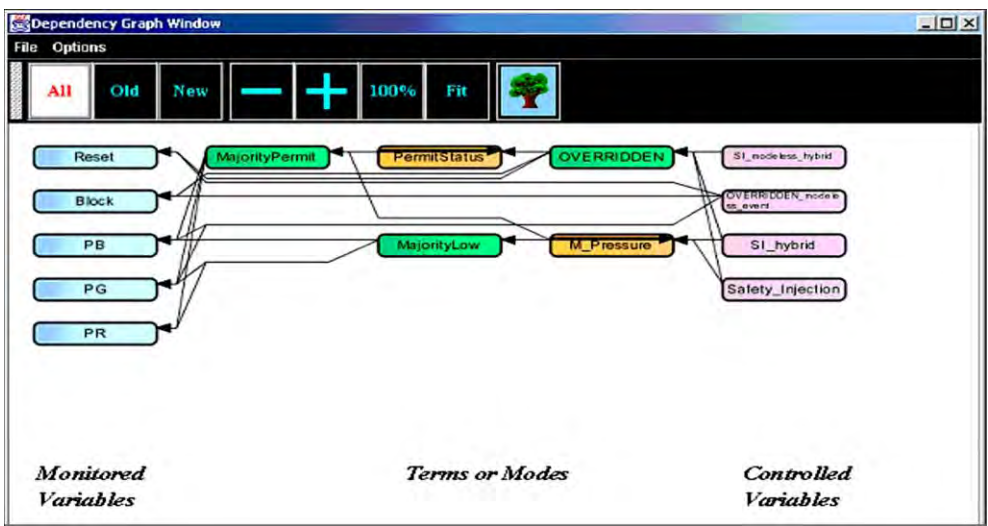 Dependency Graph Window
File Options
All Old New 100% Fit
Reset MajorityPermit PermitStatus OVERRIDDEN SI_modeless_hybrid
Block OVERRIDDEN_modele
ss_event
PB MajorityLow M_Pressure SI_hybrid
PG Safety_Injection
PR
Monitored Terms or Modes Controlled
Variables Variables